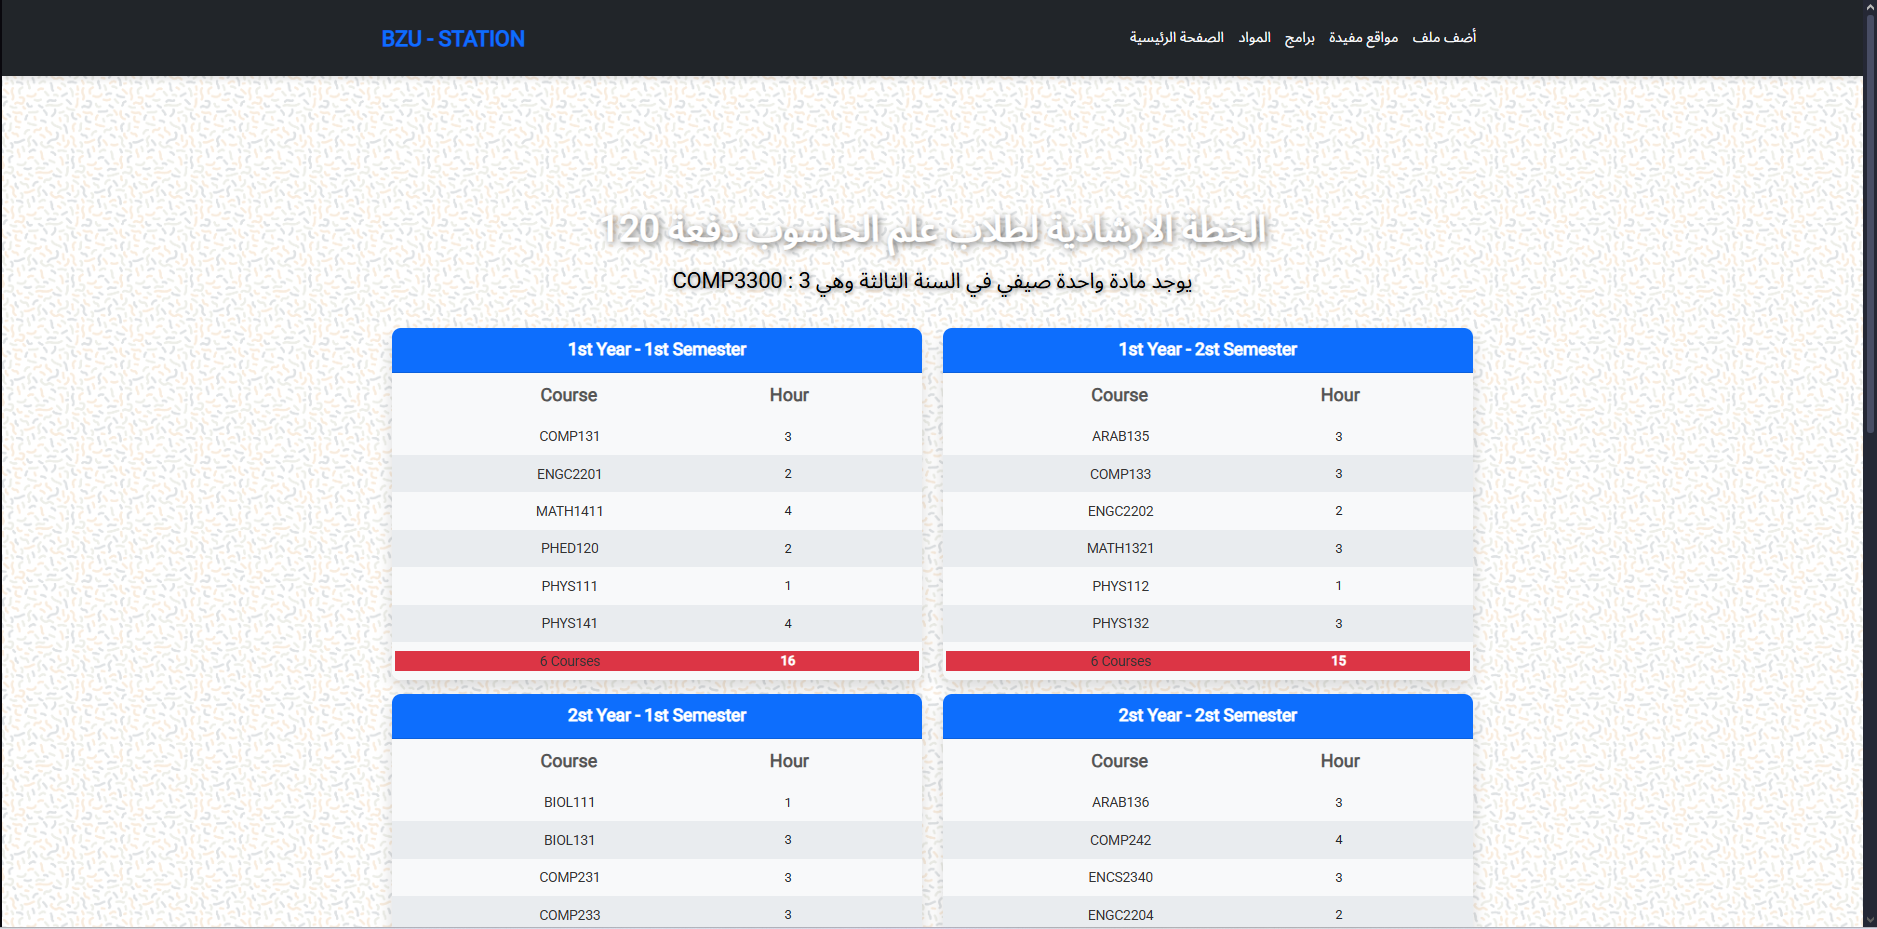 BZU - STATION
الصفحة الرئيسية المواد برامج مواقع مفيدة أضف ملف
الخطة الارشادية لطلاب علم الحاسوب دفعة 120
يوجد مادة واحدة صيفي في السنة الثالثة وهي COMP3300 : 3
1st Year - 1st Semester
Course Hour
COMP131 3
ENGC2201 2
MATH1411 4
PHED120 2
PHYS111 1
PHYS141 4
6 Courses 16
1st Year - 2st Semester
Course Hour
ARAB135 3
COMP133 3
ENGC2202 2
MATH1321 3
PHYS112 1
PHYS132 3
6 Courses 15
2st Year - 1st Semester
Course Hour
BIOL111 1
BIOL131 3
COMP231 3
COMP233 3
2st Year - 2st Semester
Course Hour
ARAB136 3
COMP242 4
ENCS2340 3
ENGC2204 2